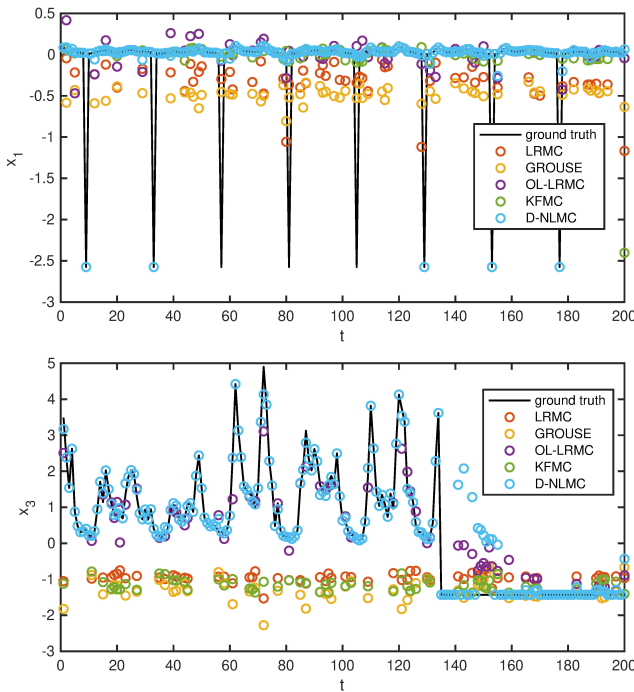 0.5
0
-0.5
-1
-1.5
-2
-2.5
-3
x1
0 20 40 60 80 100 120 140 160 180 200
t
ground truth
LRMC
GROUSE
OL-LRMC
KFMC
D-NLMC
5
4
3
2
1
0
-1
-2
-3
x3
0 20 40 60 80 100 120 140 160 180 200
t
ground truth
LRMC
GROUSE
OL-LRMC
KFMC
D-NLMC